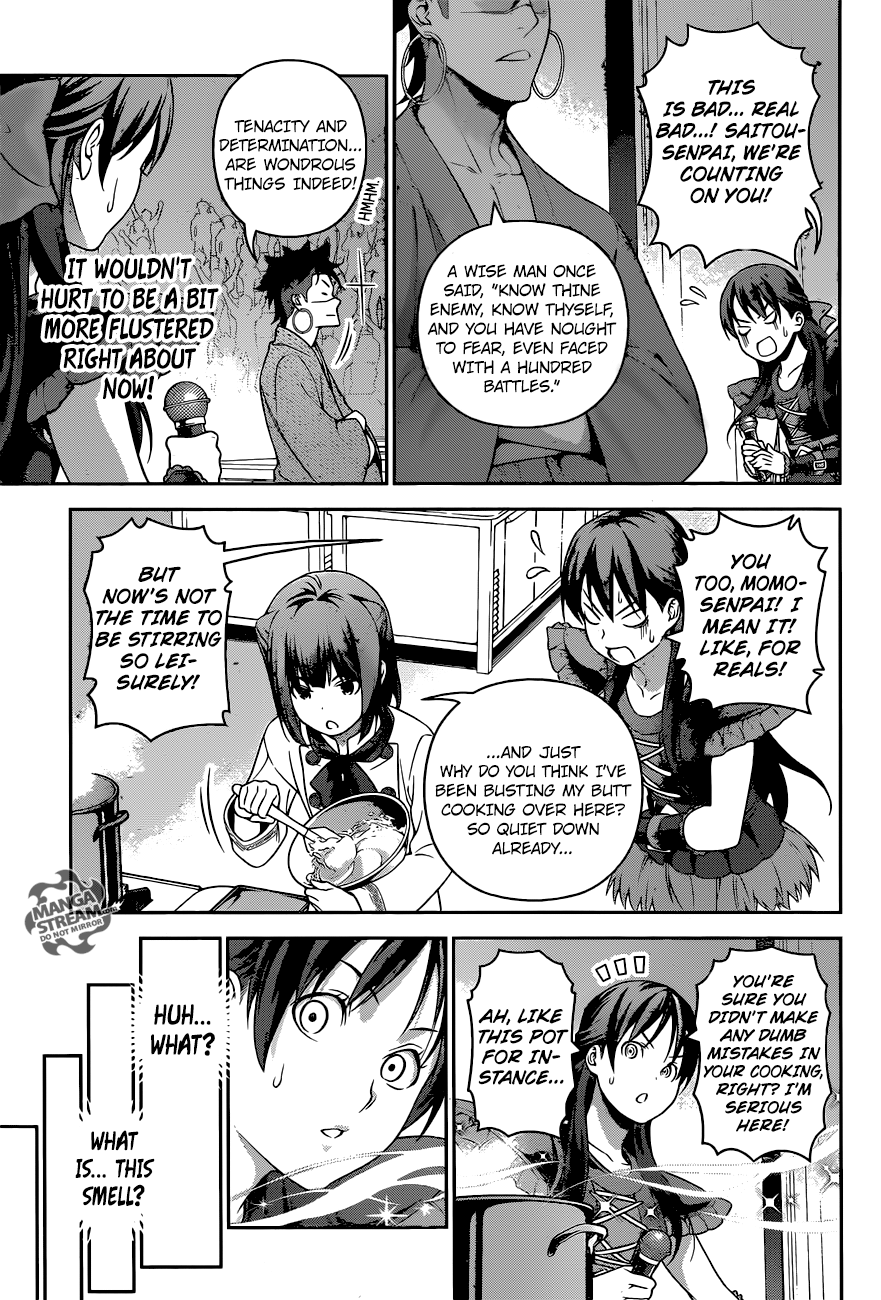 THIS
IS BAD... REAL
BAD...! SAITOU-
SENPAI, WE'RE
COUNTING
ON YOU!
A WISE MAN ONCE
SAID, "KNOW THINE
ENEMY, KNOW THYSELF,
AND YOU HAVE NOUGHT
TO FEAR, EVEN FACED
WITH A HUNDRED
BATTLES."
TENACITY AND
DETERMINATION...
ARE WONDROUS
THINGS INDEED!
HMHM
IT WOULDN'T
HURT TO BE A BIT
MORE FLUSTERED
RIGHT ABOUT
NOW!
YOU
TOO, MOMO-
SENPAI! I
MEAN IT!
LIKE, FOR
REALS!
BUT
NOW'S NOT
THE TIME TO
BE STIRRING
SO LEI-
SURELY!
...AND JUST
WHY DO YOU THINK I'VE
BEEN BUSTING MY BUTT
COOKING OVER HERE?
SO QUIET DOWN
ALREADY...
MANGA
STREAM.com
DO NOT MIRROR
YOU'RE
SURE YOU
DIDN'T MAKE
ANY DUMB
MISTAKES IN
YOUR COOKING,
RIGHT? I'M
SERIOUS
HERE!
AH, LIKE
THIS POT
FOR IN-
STANCE...
HUH...
WHAT?
WHAT
IS... THIS
SMELL?